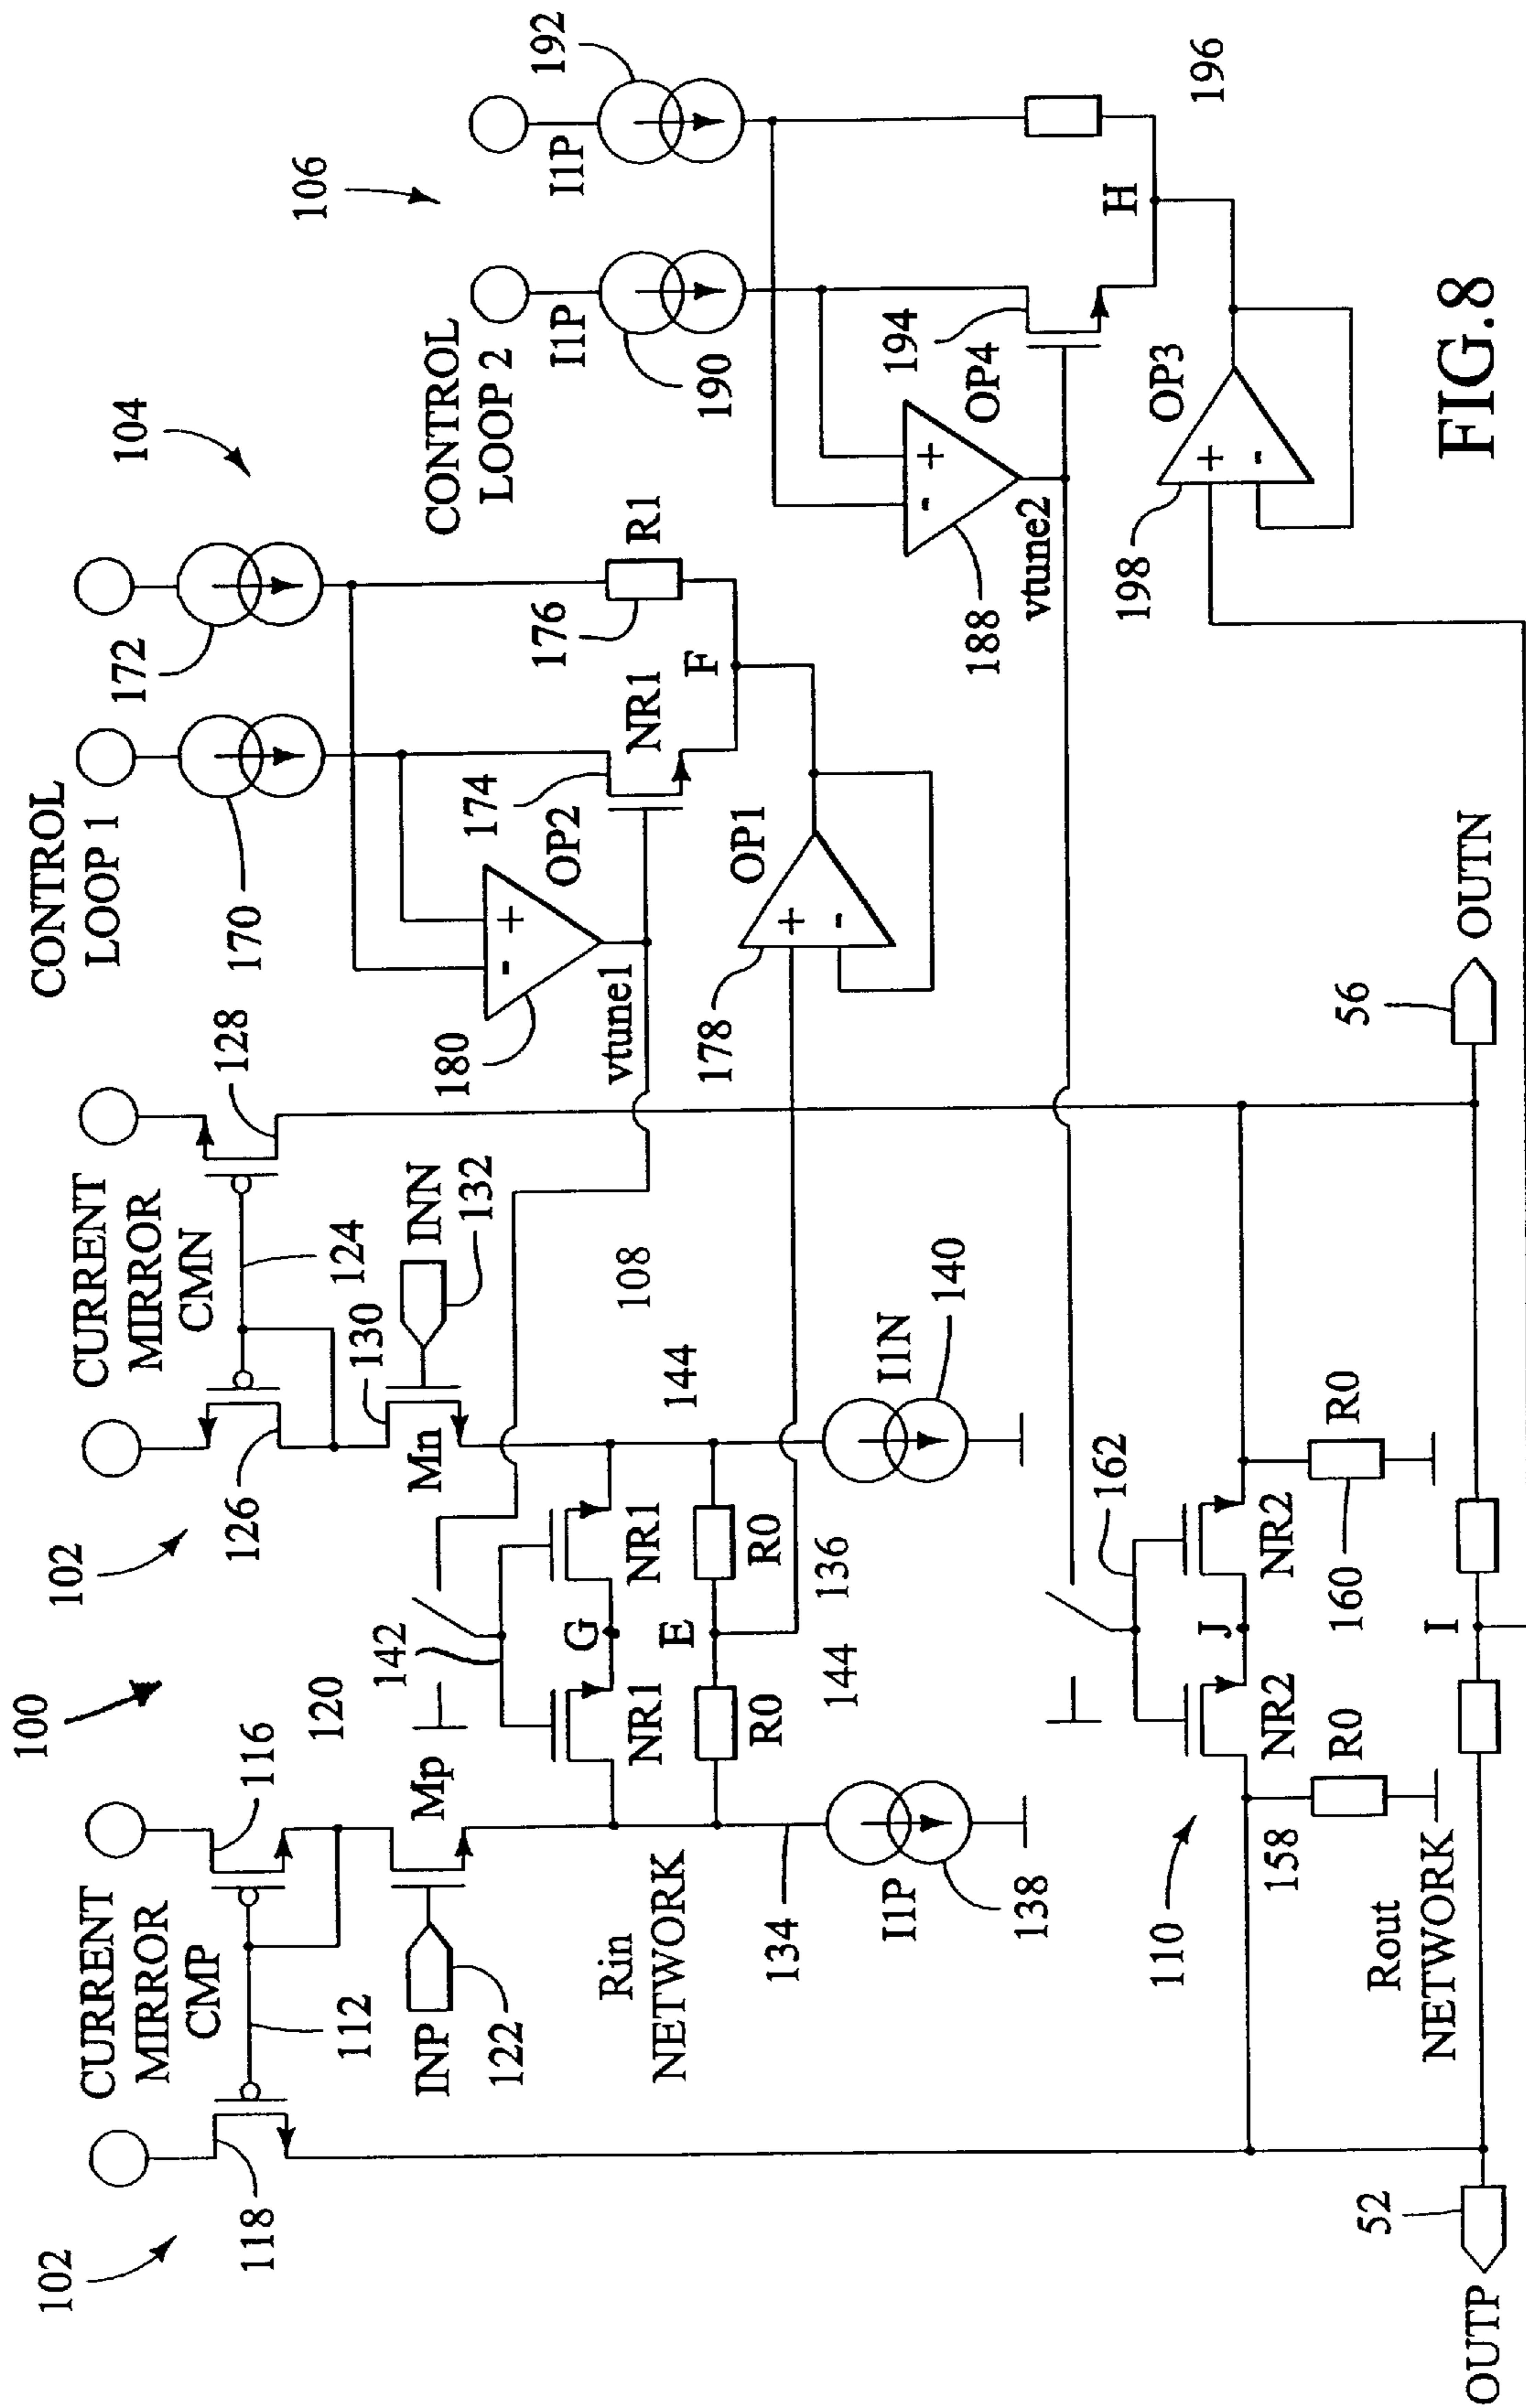 100
102
CURRENT
MIRROR
CMP
116
118
112
120
INP
122
Mp
102
CURRENT
MIRROR
CMN
126
124
128
130
Mn
INN
132
142
G
NR1
NR1
E
R0
R0
136
144
144
108
Rin
NETWORK
134
I1P
138
I1N
140
CONTROL
LOOP 1
104
170
172
174
176
NR1
R1
F
OP2
- +
180
vtune1
OP1
+
-
178
CONTROL
LOOP 2
106
I1P
I1P
190
192
194
196
H
OP4
- +
188
vtune2
OP3
+
-
198
110
162
J
NR2
NR2
158
R0
160
R0
Rout
NETWORK
I
52
OUTP
56
OUTN
FIG.8